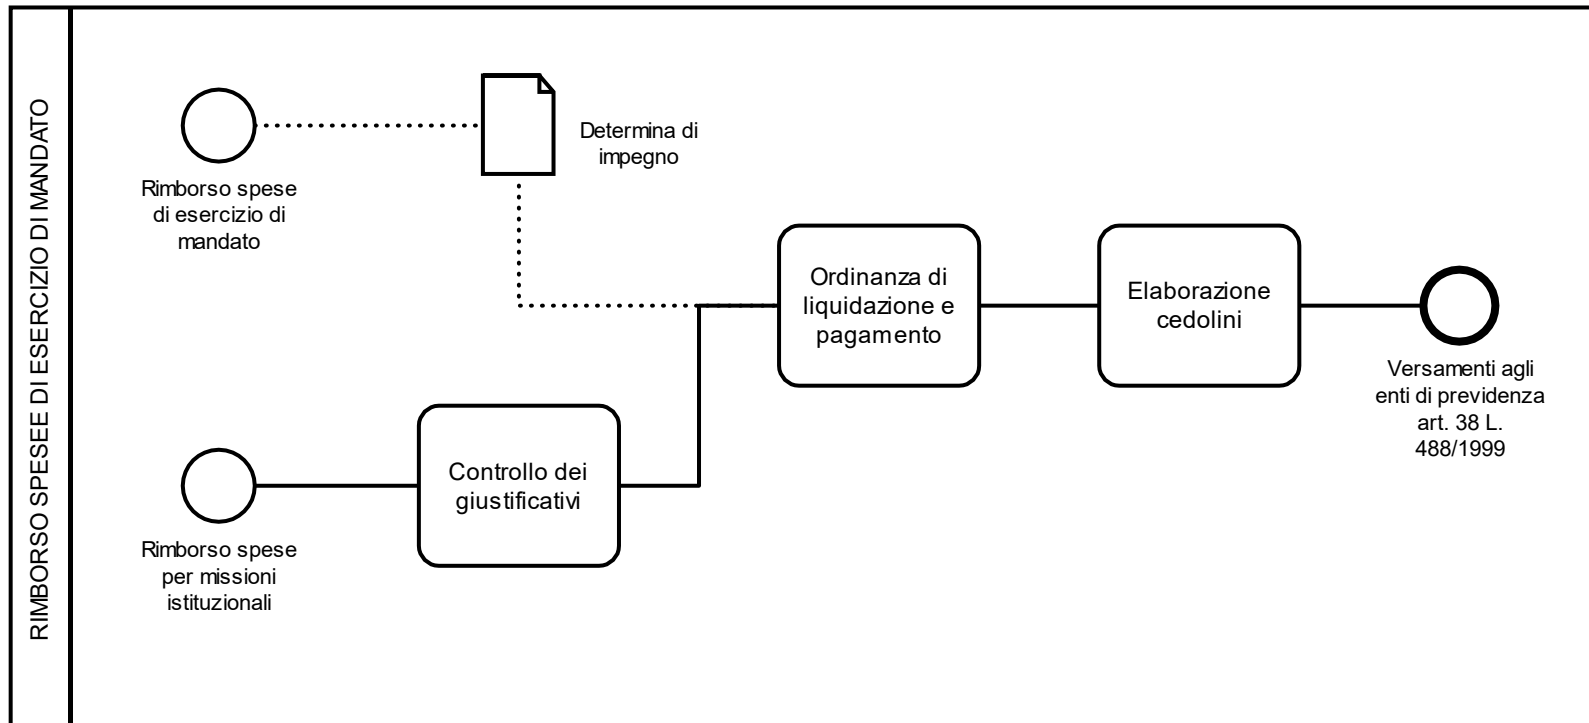 RIMBORSO SPESEE DI ESERCIZIO DI MANDATO
Rimborso spese
di esercizio di
mandato
Determina di
impegno
Ordinanza di
liquidazione e
pagamento
Elaborazione
cedolini
Versamenti agli
enti di previdenza
art. 38 L.
488/1999
Controllo dei
giustificativi
Rimborso spese
per missioni
istituzionali